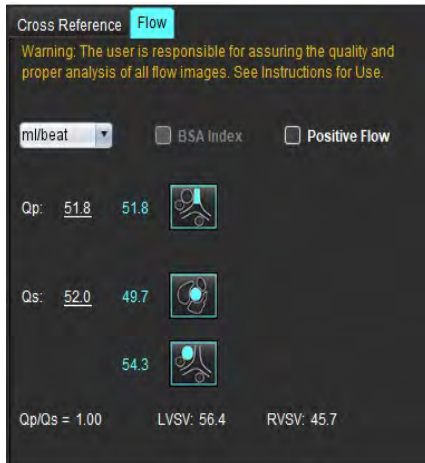 Cross Reference Flow
Warning: The user is responsible for assuring the quality and
proper analysis of all flow images. See Instructions for Use.
ml/beat BSA Index Positive Flow
Qp: 51.8 51.8
Qs: 52.0 49.7
54.3
Qp/Qs = 1.00 LVSV: 56.4 RVSV: 45.7